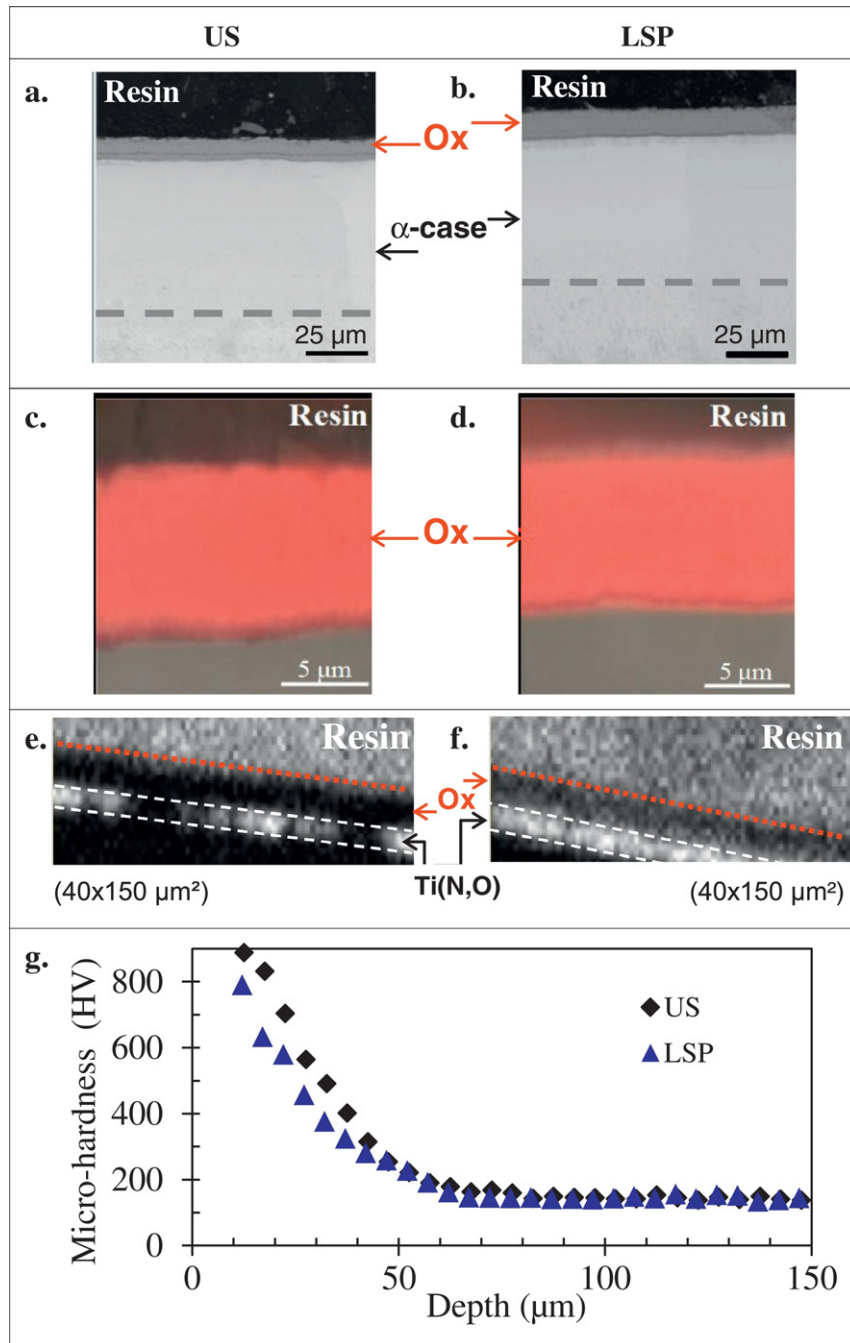 US LSP
a. Resin b. Resin
Ox
α-case
25 µm 25 µm
c. Resin d. Resin
Ox
5 µm 5 µm
e. Resin f. Resin
Ox
Ti(N,O)
(40x150 µm²) (40x150 µm²)
g.
Micro-hardness (HV)
800
600
400
200
0
US
LSP
0 50 100 150
Depth (µm)